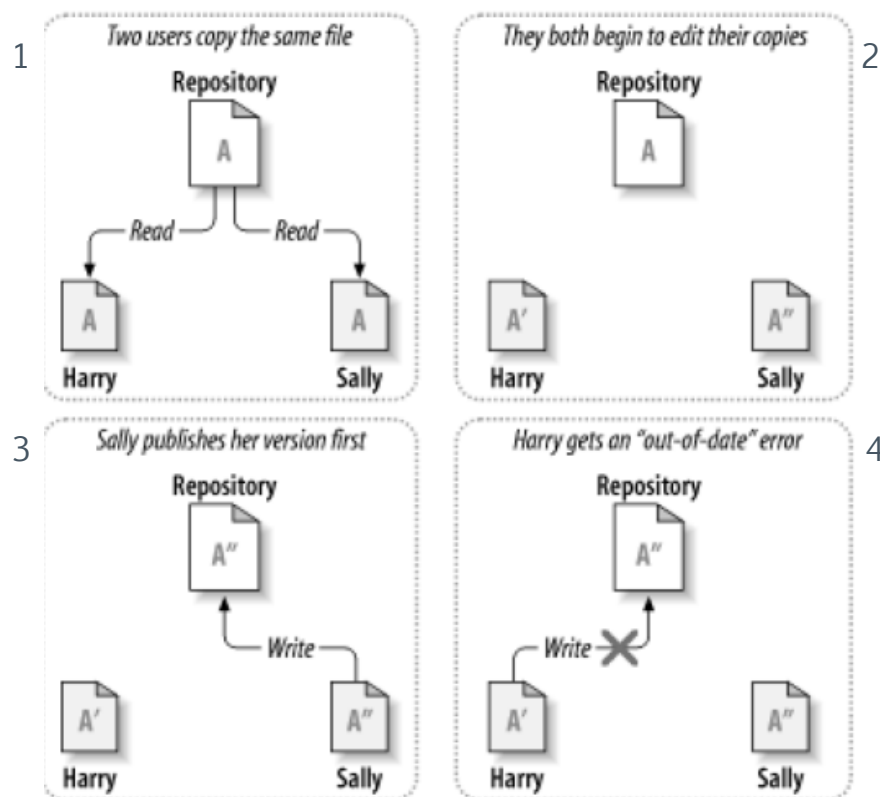 1
Two users copy the same file
Repository
A
Read Read
A A
Harry Sally
2
They both begin to edit their copies
Repository
A
A′ A″
Harry Sally
3
Sally publishes her version first
Repository
A″
Write
A′ A″
Harry Sally
4
Harry gets an “out-of-date” error
Repository
A″
Write
A′ A″
Harry Sally